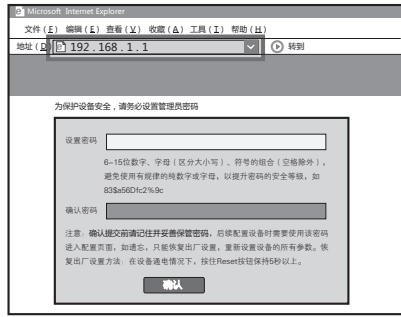 Microsoft Internet Explorer
文件(F) 编辑(E) 查看(V) 收藏(A) 工具(T) 帮助(H)
地址(D) 192.168.1.1 转到
为保护设备安全，请务必设置管理员密码
设置密码
6-15位数字、字母（区分大小写）、符号的组合（空格除外），
避免使用有规律的纯数字或字母，以提升密码的安全等级，如
83$a56Dfc2%9c
确认密码
注意：确认提交前请记住并妥善保管密码，后续配置设备时需要使用该密码
进入配置页面，如遗忘，只能恢复出厂设置，重新设置设备的所有参数。恢
复出厂设置方法：在设备通电情况下，按住Reset按钮保持5秒以上。
确认